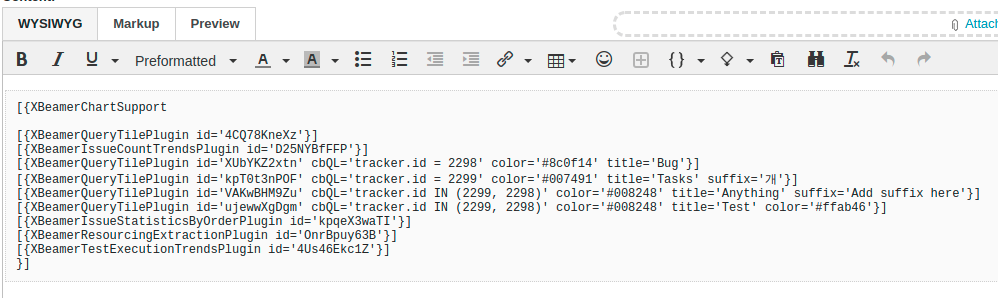 WYSIWYG Markup Preview Attach
B I U Preformatted A A {}
[{XBeamerChartSupport
[{XBeamerQueryTilePlugin id='4CQ78KneXz'}]
[{XBeamerIssueCountTrendsPlugin id='D25NYBfFFP'}]
[{XBeamerQueryTilePlugin id='XUbYKZ2xtn' cbQL='tracker.id = 2298' color='#8c0f14' title='Bug'}]
[{XBeamerQueryTilePlugin id='kpT0t3nPOF' cbQL='tracker.id = 2299' color='#007491' title='Tasks' suffix='개'}]
[{XBeamerQueryTilePlugin id='VAKwBHM9Zu' cbQL='tracker.id IN (2299, 2298)' color='#008248' title='Anything' suffix='Add suffix here'}]
[{XBeamerQueryTilePlugin id='ujewwXgDgm' cbQL='tracker.id IN (2299, 2298)' color='#008248' title='Test' color='#ffab46'}]
[{XBeamerIssueStatisticsByOrderPlugin id='kpqeX3waTI'}]
[{XBeamerResourcingExtractionPlugin id='OnrBpuy63B'}]
[{XBeamerTestExecutionTrendsPlugin id='4Us46Ekc1Z'}]
}]